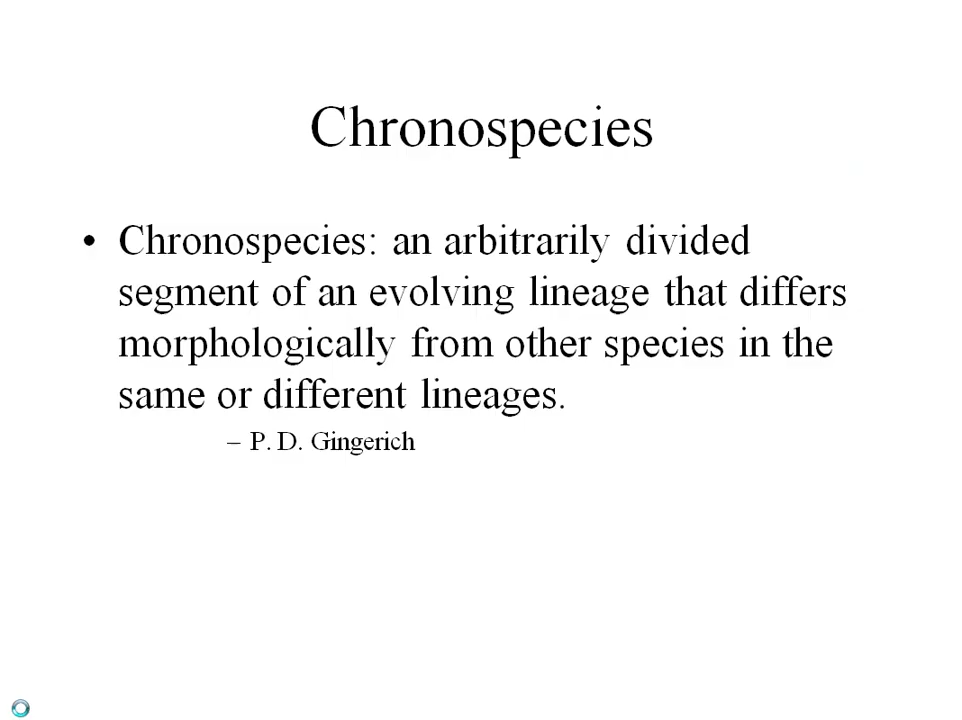 Chronospecies
• Chronospecies: an arbitrarily divided
segment of an evolving lineage that differs
morphologically from other species in the
same or different lineages.
– P. D. Gingerich